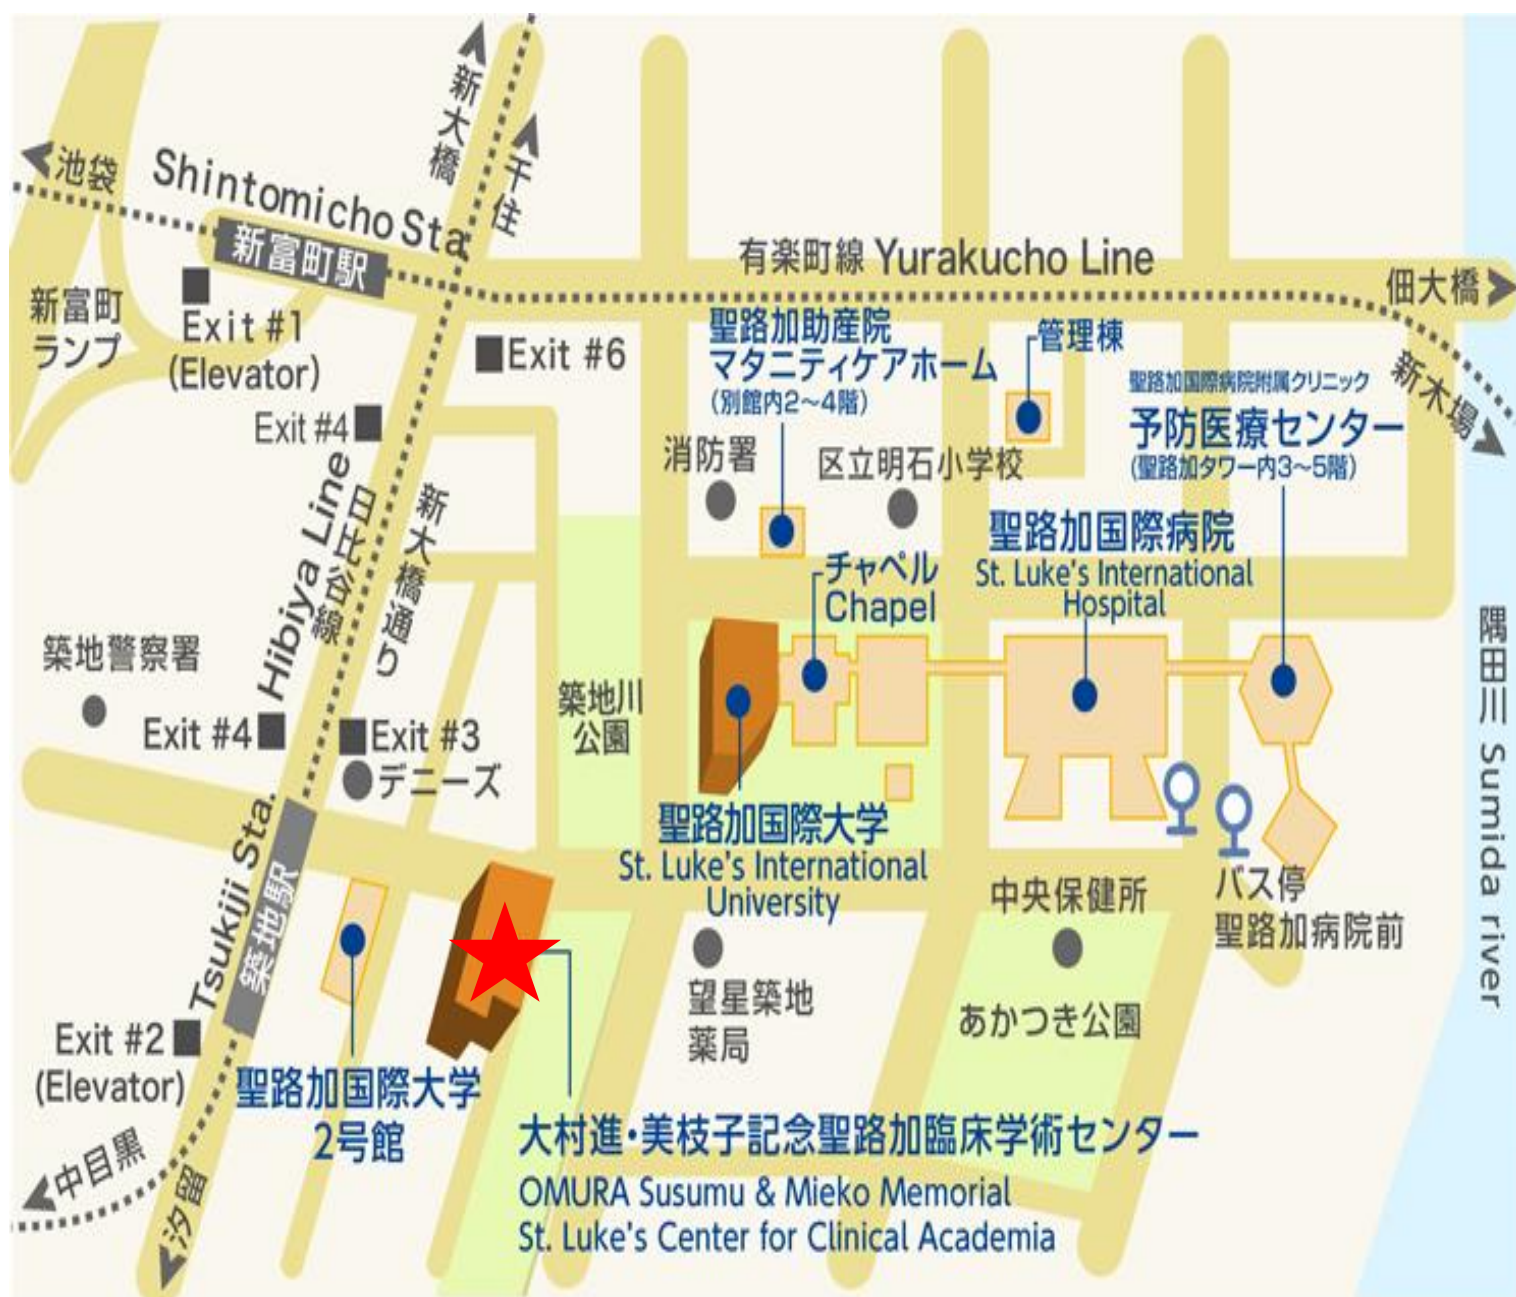 新大橋
千住
池袋
Shintomicho Sta.
新富町駅
有楽町線 Yurakucho Line
佃大橋
新木場
新富町
ランプ
Exit #1
(Elevator)
Exit #6
Exit #4
聖路加助産院
マタニティケアホーム
(別館内2〜4階)
管理棟
聖路加国際病院附属クリニック
予防医療センター
(聖路加タワー内3〜5階)
消防署
区立明石小学校
Hibiya Line
日比谷線
新大橋通り
聖路加国際病院
St. Luke's International
Hospital
チャペル
Chapel
築地警察署
Exit #4
Exit #3
デニーズ
築地川
公園
隅田川 Sumida river
聖路加国際大学
St. Luke's International
University
Tsukiji Sta.
築地駅
中央保健所
バス停
聖路加病院前
望星築地
薬局
あかつき公園
Exit #2
(Elevator)
聖路加国際大学
2号館
中目黒
汐留
大村進・美枝子記念聖路加臨床学術センター
OMURA Susumu & Mieko Memorial
St. Luke's Center for Clinical Academia